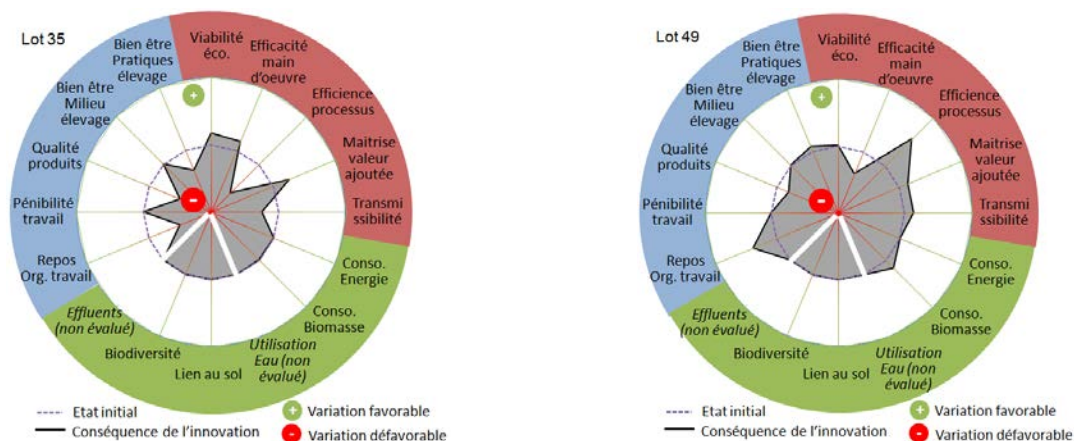 Lot 35
Viabilité
éco.
Efficacité
main
d'oeuvre
Efficience
processus
Maitrise
valeur
ajoutée
Transmi
ssibilité
Conso.
Energie
Conso.
Biomasse
Utilisation
Eau (non
évalué)
Lien au sol
Biodiversité
Effluents
(non évalué)
Repos
Org. travail
Pénibilité
travail
Qualité
produits
Bien être
Milieu
élevage
Bien être
Pratiques
élevage
+
-
Etat initial
Conséquence de l'innovation
+ Variation favorable
- Variation défavorable
Lot 49
Viabilité
éco.
Efficacité
main
d'oeuvre
Efficience
processus
Maitrise
valeur
ajoutée
Transmi
ssibilité
Conso.
Energie
Conso.
Biomasse
Utilisation
Eau (non
évalué)
Lien au sol
Biodiversité
Effluents
(non évalué)
Repos
Org. travail
Pénibilité
travail
Qualité
produits
Bien être
Milieu
élevage
Bien être
Pratiques
élevage
+
-
Etat initial
Conséquence de l'innovation
+ Variation favorable
- Variation défavorable